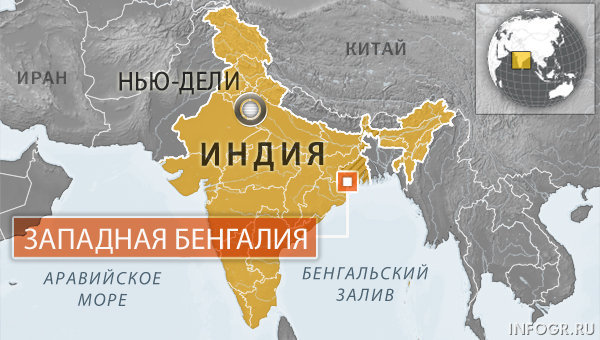 КИТАЙ
ИРАН
НЬЮ-ДЕЛИ
ИНДИЯ
ЗАПАДНАЯ БЕНГАЛИЯ
АРАВИЙСКОЕ
МОРЕ
БЕНГАЛЬСКИЙ
ЗАЛИВ
INFOGR.RU